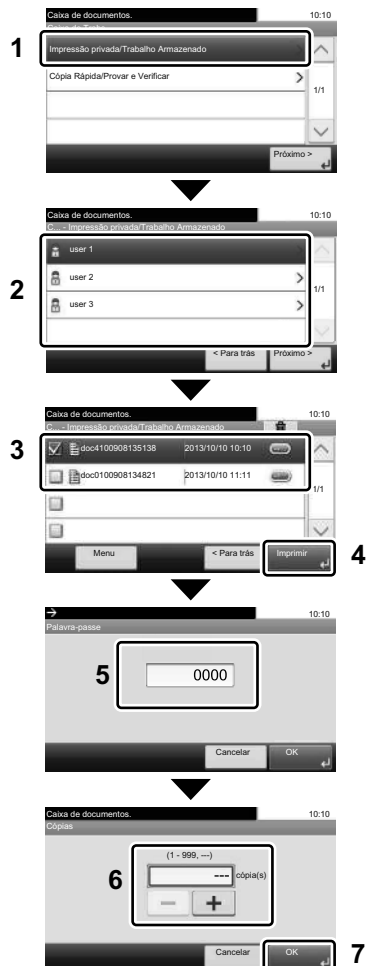 Caixa de documentos. 10:10
1
Impressão privada/Trabalho Armazenado
Cópia Rápida/Provar e Verificar
1/1
Próximo >
Caixa de documentos. 10:10
C... - Impressão privada/Trabalho Armazenado
user 1
2
user 2
1/1
user 3
< Para trás Próximo >
Caixa de documentos. 10:10
C... - Impressão privada/Trabalho Armazenado
3
doc4100908135138 2013/10/10 10:10
doc0100908134821 2013/10/10 11:11
1/1
Menu < Para trás Imprimir 4
10:10
Palavra-passe
5 0000
Cancelar OK
Caixa de documentos. 10:10
Cópias
(1 - 999, ---)
6 --- cópia(s)
Cancelar OK 7